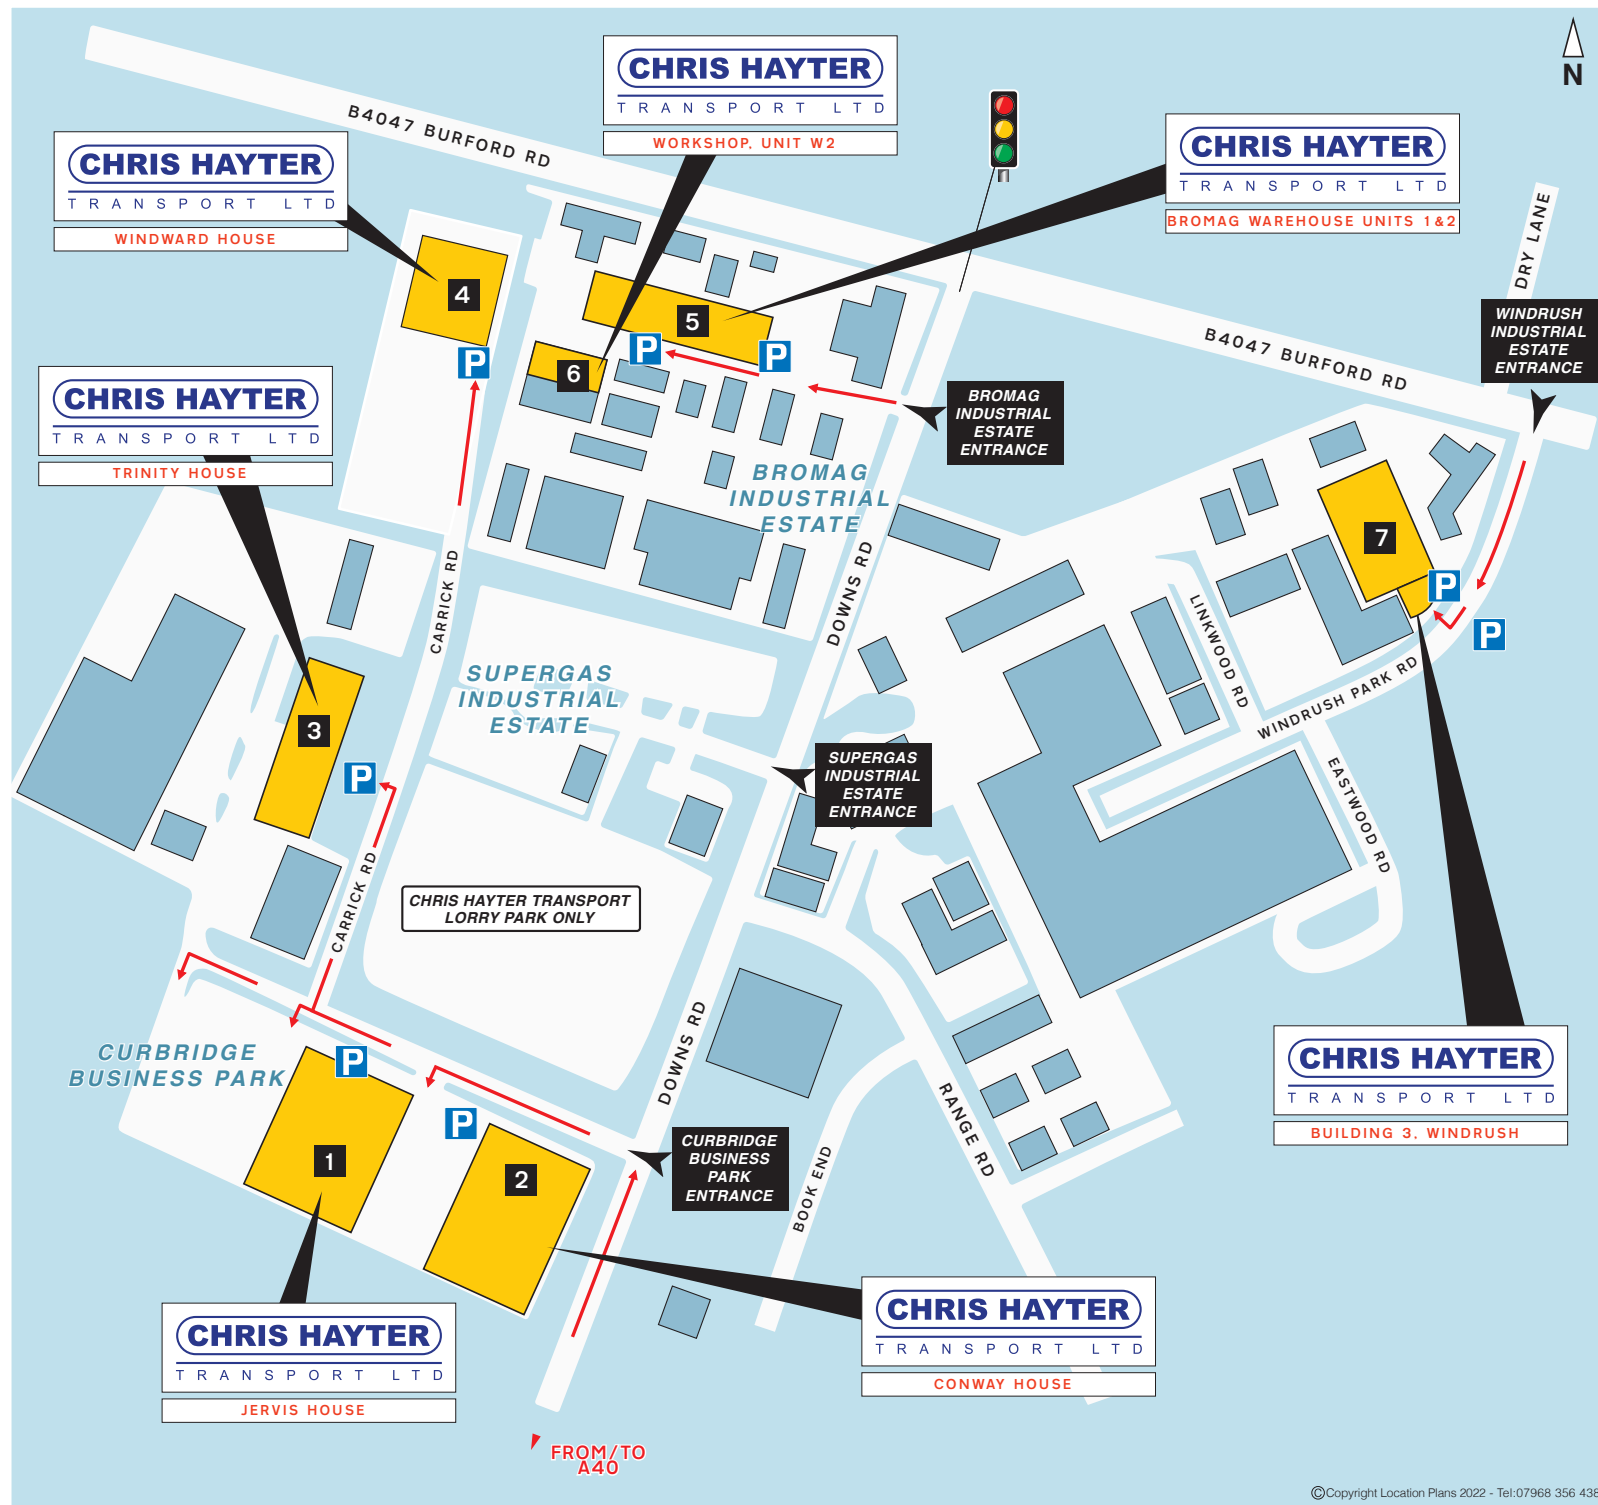 N
CHRIS HAYTER
TRANSPORT LTD
WORKSHOP, UNIT W2
B4047 BURFORD RD
CHRIS HAYTER
TRANSPORT LTD
WINDWARD HOUSE
CHRIS HAYTER
TRANSPORT LTD
BROMAG WAREHOUSE UNITS 1&2
DRY LANE
4
5
P
P
P
6
WINDRUSH
INDUSTRIAL
ESTATE
ENTRANCE
B4047 BURFORD RD
CHRIS HAYTER
TRANSPORT LTD
TRINITY HOUSE
BROMAG
INDUSTRIAL
ESTATE
ENTRANCE
BROMAG
INDUSTRIAL
ESTATE
7
P
P
CARRICK RD
DOWNS RD
LINKWOOD RD
WINDRUSH PARK RD
SUPERGAS
INDUSTRIAL
ESTATE
3
P
SUPERGAS
INDUSTRIAL
ESTATE
ENTRANCE
EASTWOOD RD
CARRICK RD
CHRIS HAYTER TRANSPORT
LORRY PARK ONLY
DOWNS RD
CURBRIDGE
BUSINESS PARK
P
P
1
2
CURBRIDGE
BUSINESS
PARK
ENTRANCE
BOOK END
RANGE RD
CHRIS HAYTER
TRANSPORT LTD
BUILDING 3, WINDRUSH
CHRIS HAYTER
TRANSPORT LTD
JERVIS HOUSE
CHRIS HAYTER
TRANSPORT LTD
CONWAY HOUSE
FROM/TO
A40
©Copyright Location Plans 2022 - Tel:07968 356 438